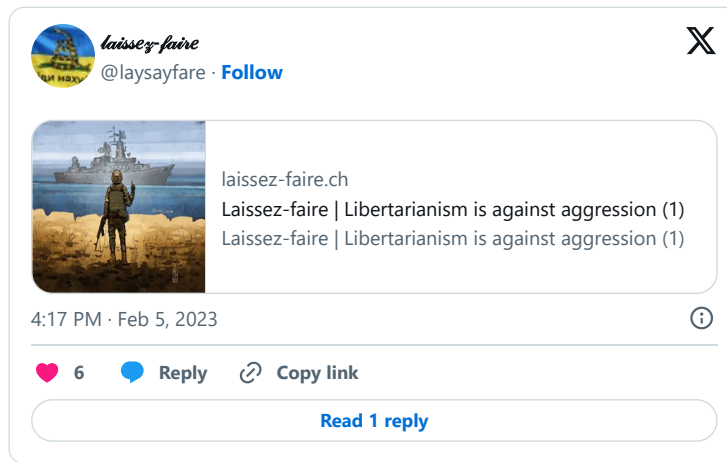 laissez-faire
@laysayfare · Follow
laissez-faire.ch
Laissez-faire | Libertarianism is against aggression (1)
Laissez-faire | Libertarianism is against aggression (1)
4:17 PM · Feb 5, 2023
6 Reply Copy link
Read 1 reply